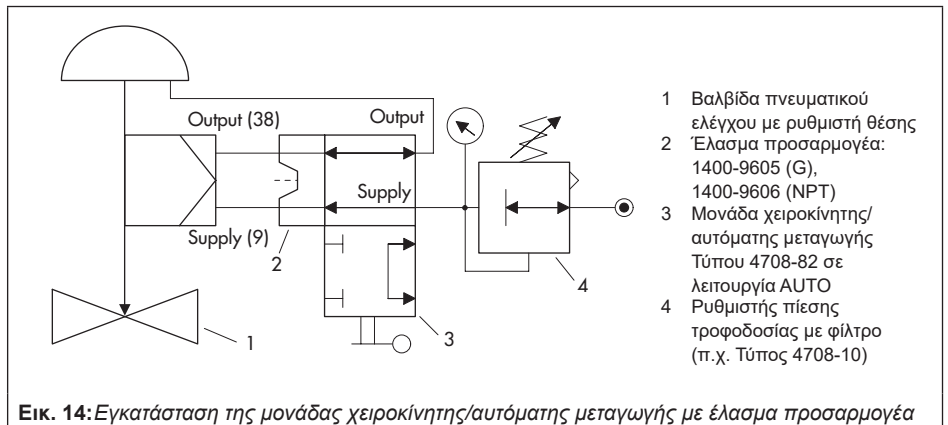 Output (38)
Output
Supply
Supply (9)
2
4
3
1
1 Βαλβίδα πνευματικού
ελέγχου με ρυθμιστή θέσης
2 Έλασμα προσαρμογέα:
1400-9605 (G),
1400-9606 (NPT)
3 Μονάδα χειροκίνητης/
αυτόματης μεταγωγής
Τύπου 4708-82 σε
λειτουργία AUTO
4 Ρυθμιστής πίεσης
τροφοδοσίας με φίλτρο
(π.χ. Τύπος 4708-10)
Εικ. 14: Εγκατάσταση της μονάδας χειροκίνητης/αυτόματης μεταγωγής με έλασμα προσαρμογέα